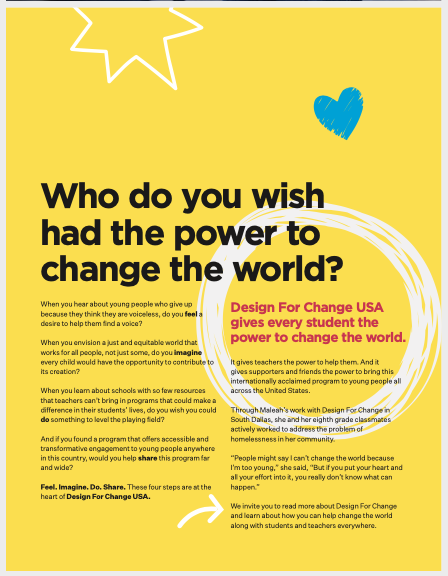 Who do you wish
had the power to
change the world?
When you hear about young people who give up
because they think they are voiceless, do you feel a
desire to help them find a voice?
When you envision a just and equitable world that
works for all people, not just some, do you imagine
every child would have the opportunity to contribute to
its creation?
When you learn about schools with so few resources
that teachers can't bring in programs that could make a
difference in their students' lives, do you wish you could
do something to level the playing field?
And if you found a program that offers accessible and
transformative engagement to young people anywhere
in this country, would you help share this program far
and wide?
Feel. Imagine. Do. Share. These four steps are at the
heart of Design For Change USA.
Design For Change USA
gives every student the
power to change the world.
It gives teachers the power to help them. And it
gives supporters and friends the power to bring this
internationally acclaimed program to young people all
across the United States.
Through Maleah's work with Design For Change in
South Dallas, she and her eighth grade classmates
actively worked to address the problem of
homelessness in her community.
"People might say I can't change the world because
I'm too young," she said, "But if you put your heart and
all your effort into it, you really don't know what can
happen."
We invite you to read more about Design For Change
and learn about how you can help change the world
along with students and teachers everywhere.